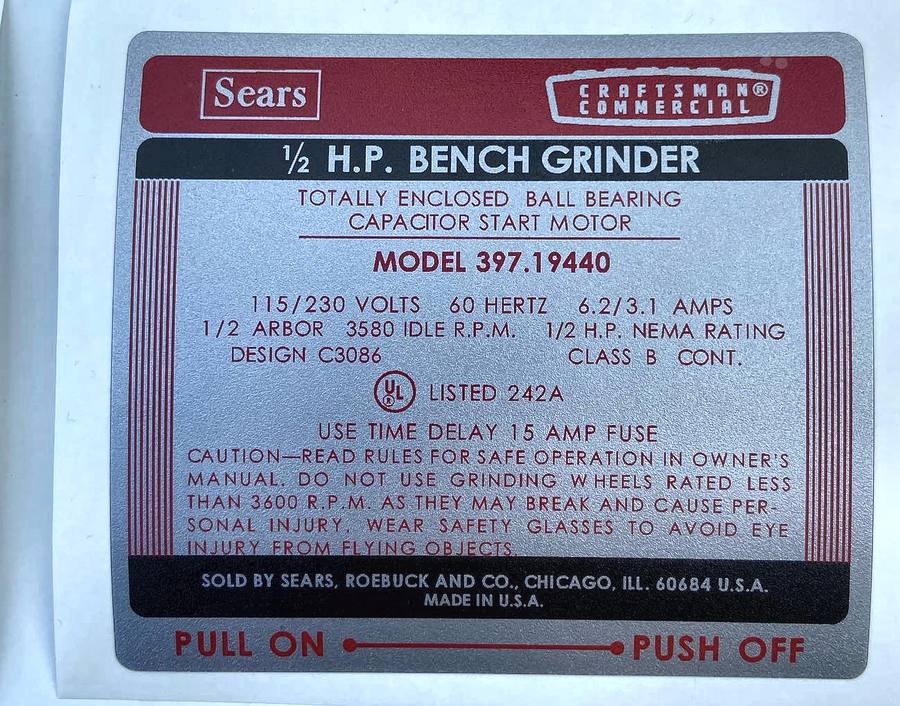 Sears
CRAFTSMAN®
COMMERCIAL
½ H.P. BENCH GRINDER
TOTALLY ENCLOSED BALL BEARING
CAPACITOR START MOTOR
MODEL 397.19440
115/230 VOLTS 60 HERTZ 6.2/3.1 AMPS
1/2 ARBOR 3580 IDLE R.P.M. 1/2 H.P. NEMA RATING
DESIGN C3086 CLASS B CONT.
UL® LISTED 242A
USE TIME DELAY 15 AMP FUSE
CAUTION—READ RULES FOR SAFE OPERATION IN OWNER'S
MANUAL. DO NOT USE GRINDING WHEELS RATED LESS
THAN 3600 R.P.M. AS THEY MAY BREAK AND CAUSE PER-
SONAL INJURY, WEAR SAFETY GLASSES TO AVOID EYE
INJURY FROM FLYING OBJECTS.
SOLD BY SEARS, ROEBUCK AND CO., CHICAGO, ILL. 60684 U.S.A.
MADE IN U.S.A.
PULL ON PUSH OFF